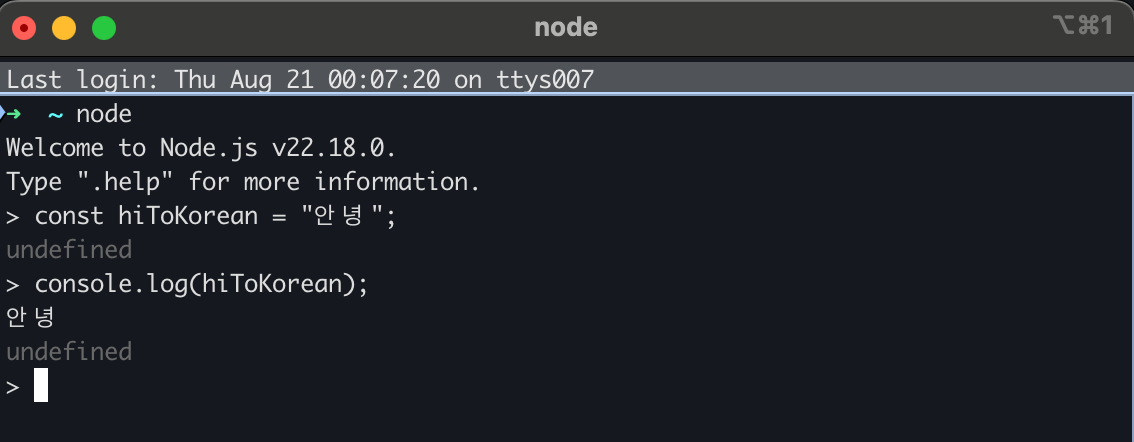 node
⌥⌘1
Last login: Thu Aug 21 00:07:20 on ttys007
➜  ~ node
Welcome to Node.js v22.18.0.
Type ".help" for more information.
> const hiToKorean = "안녕";
undefined
> console.log(hiToKorean);
안녕
undefined
>